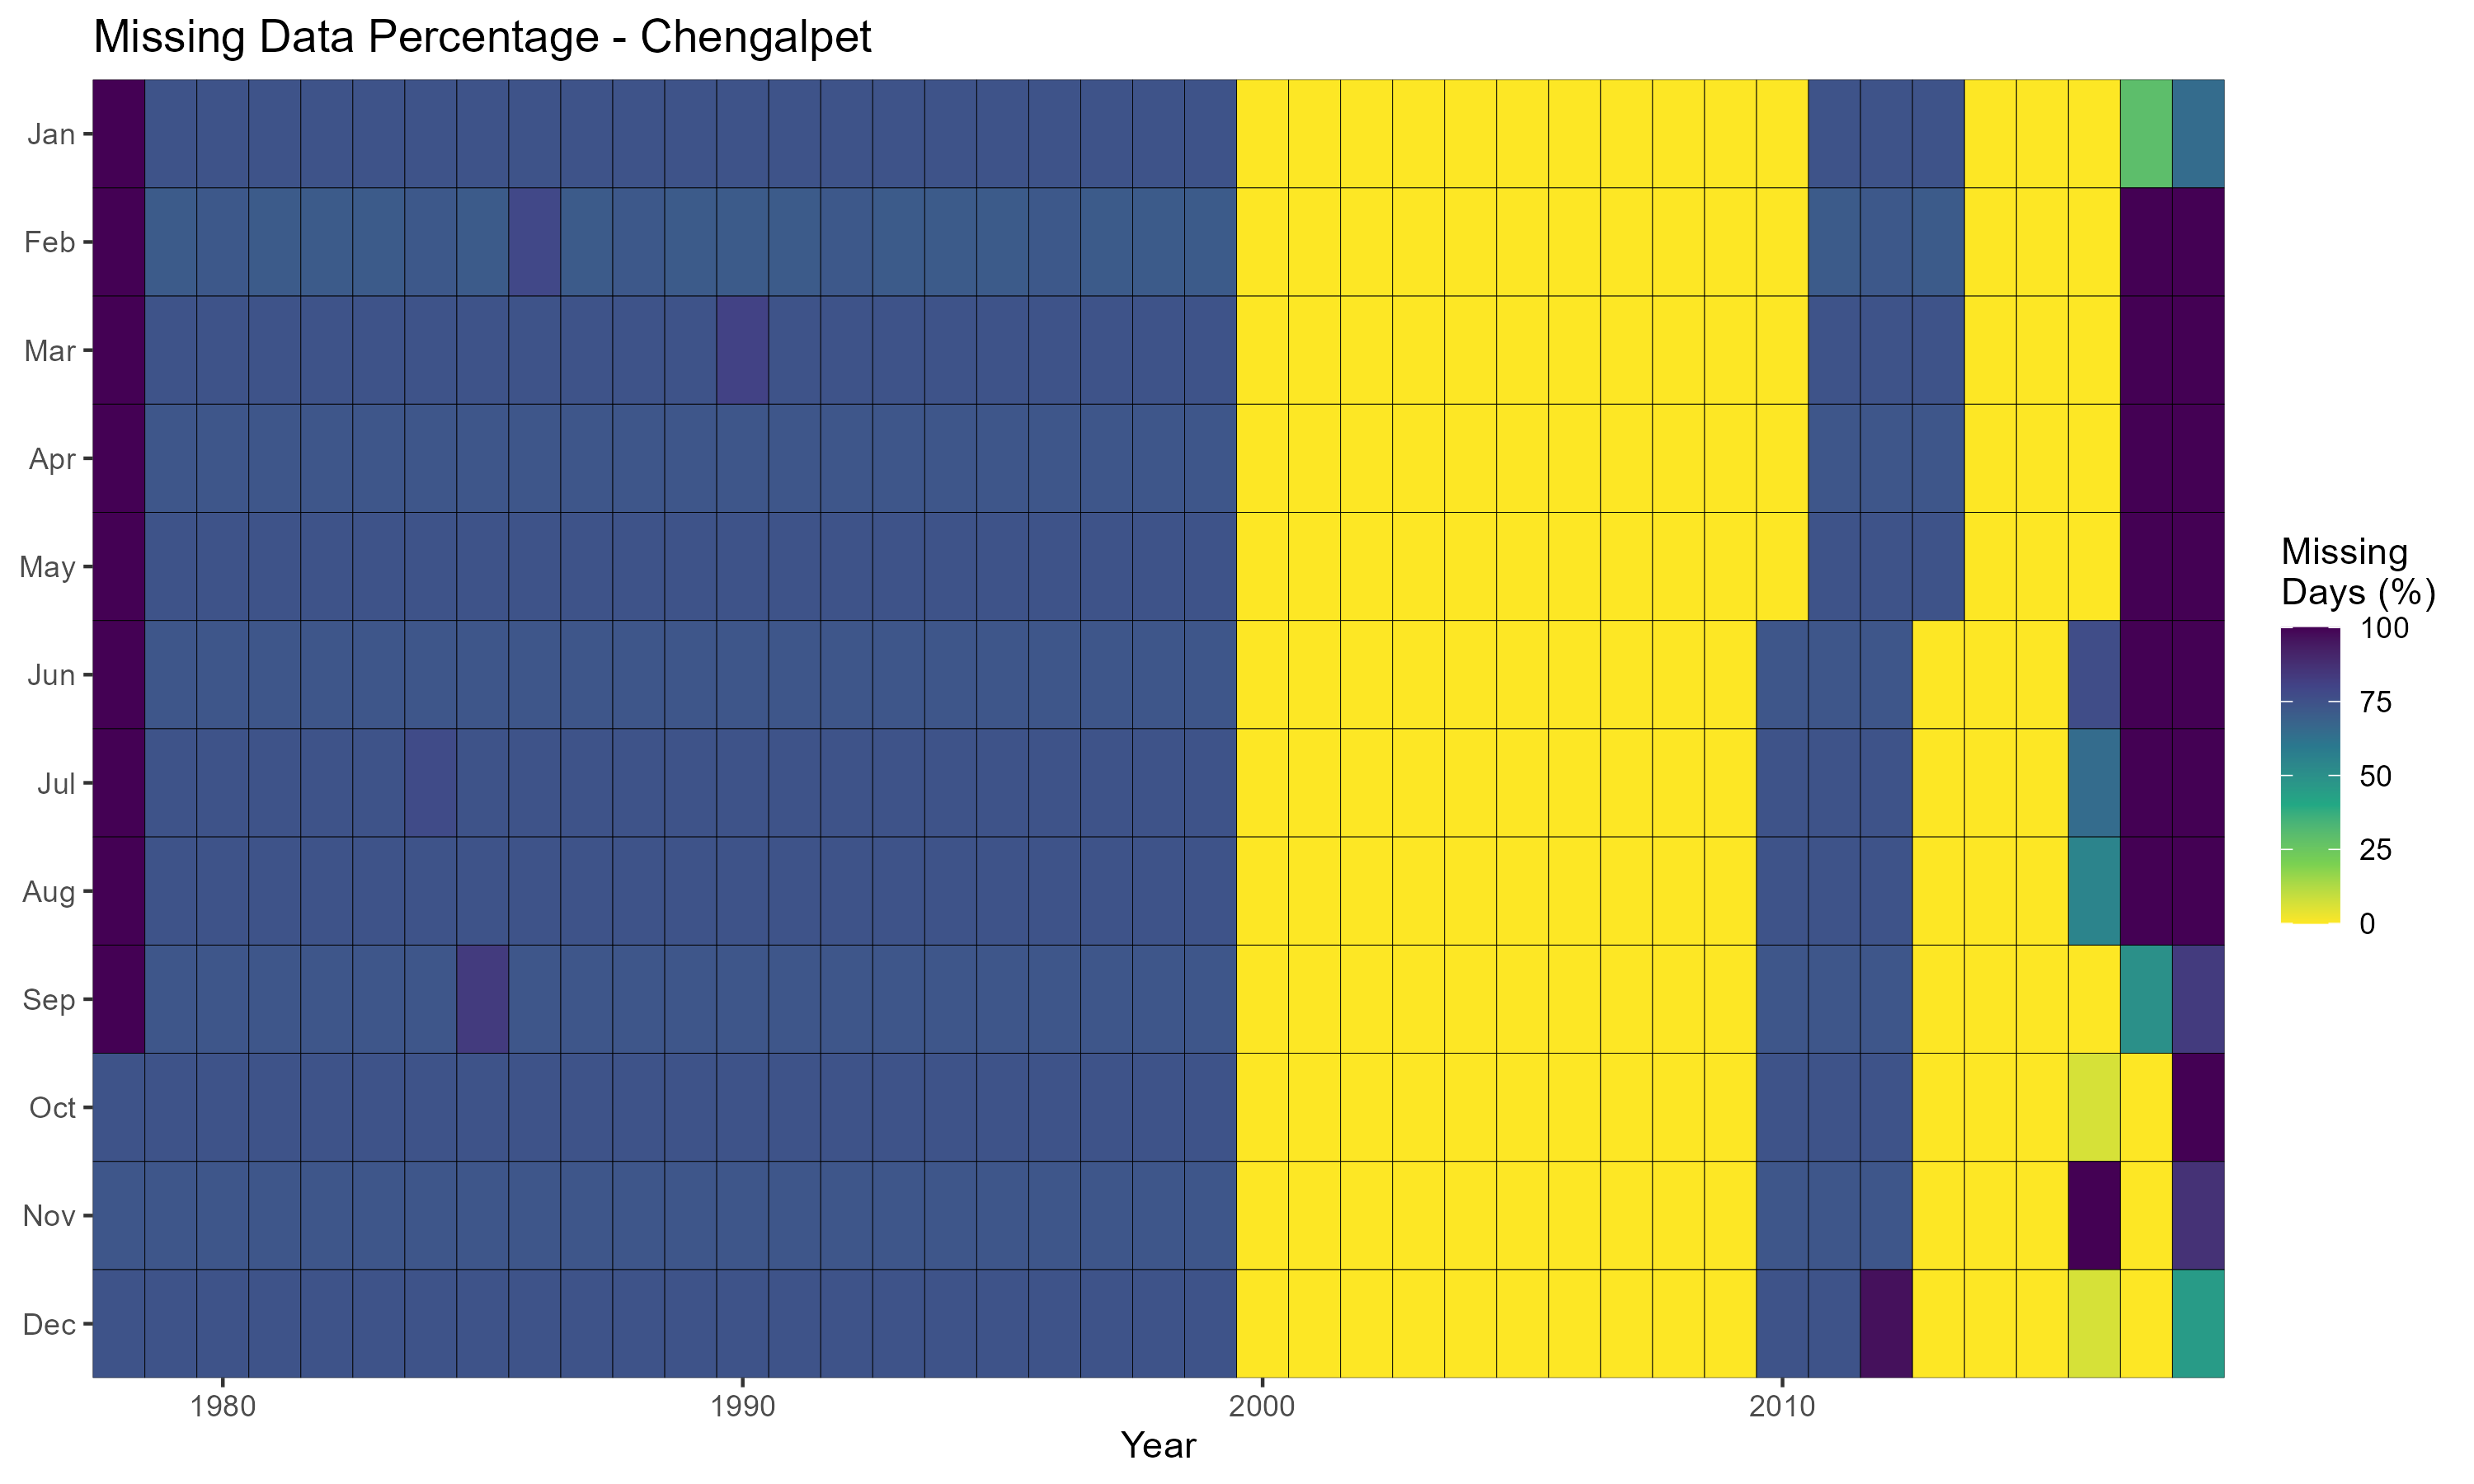 Missing Data Percentage - Chengalpet
Jan
Feb
Mar
Apr
May
Jun
Jul
Aug
Sep
Oct
Nov
Dec
1980
1990
2000
2010
Year
Missing
Days (%)
100
75
50
25
0